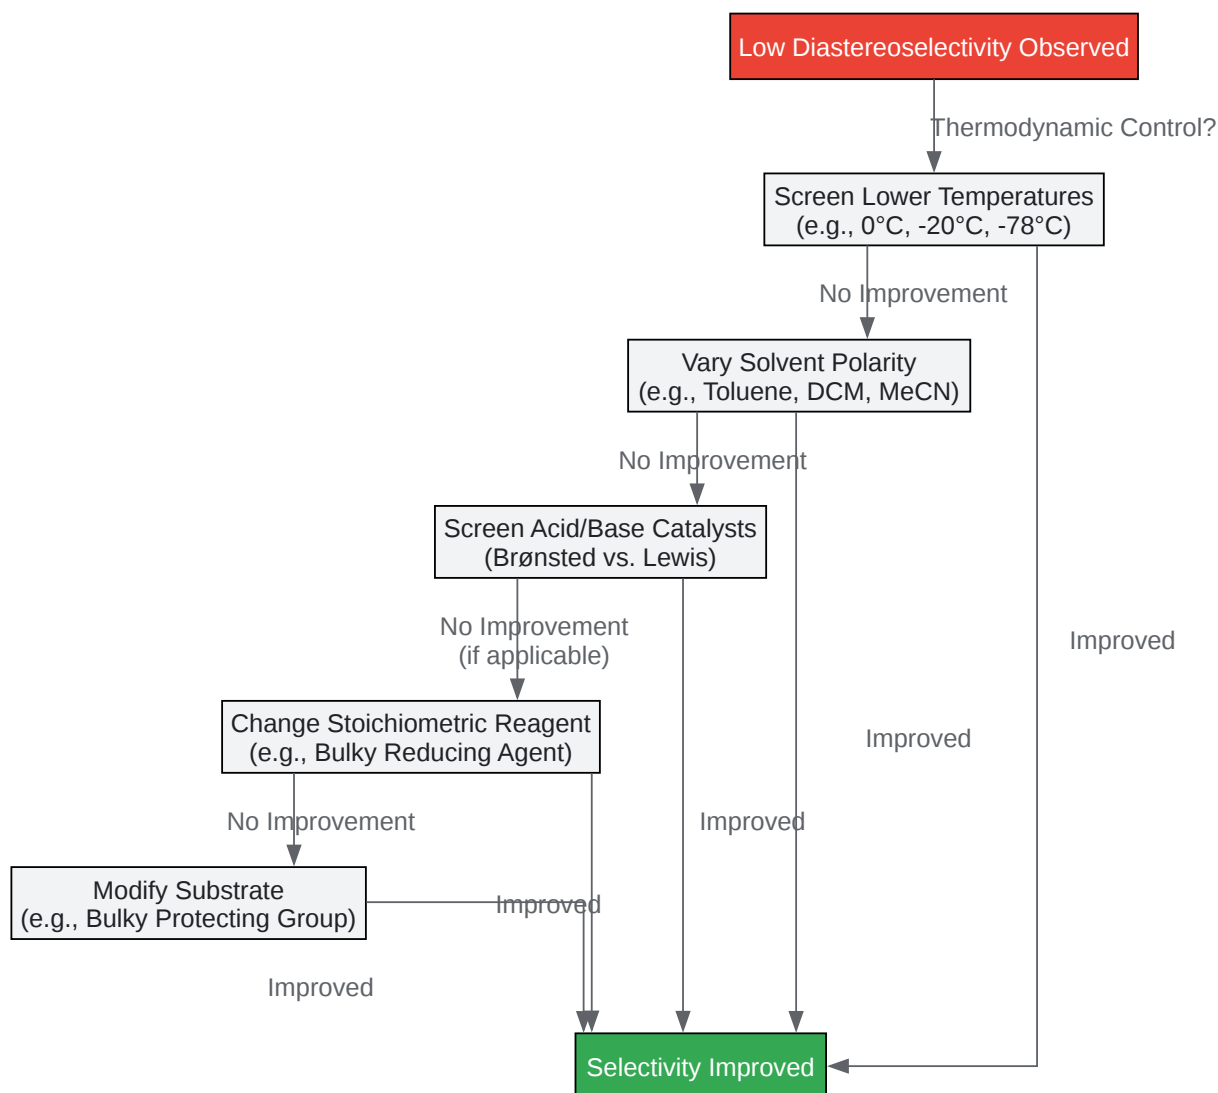 Low Diastereoselectivity Observed
Thermodynamic Control?
Screen Lower Temperatures
(e.g., 0°C, -20°C, -78°C)
No Improvement
Vary Solvent Polarity
(e.g., Toluene, DCM, MeCN)
No Improvement
Screen Acid/Base Catalysts
(Brønsted vs. Lewis)
No Improvement
(if applicable)
Improved
Change Stoichiometric Reagent
(e.g., Bulky Reducing Agent)
Improved
No Improvement
Improved
Modify Substrate
(e.g., Bulky Protecting Group)
Improved
Improved
Selectivity Improved